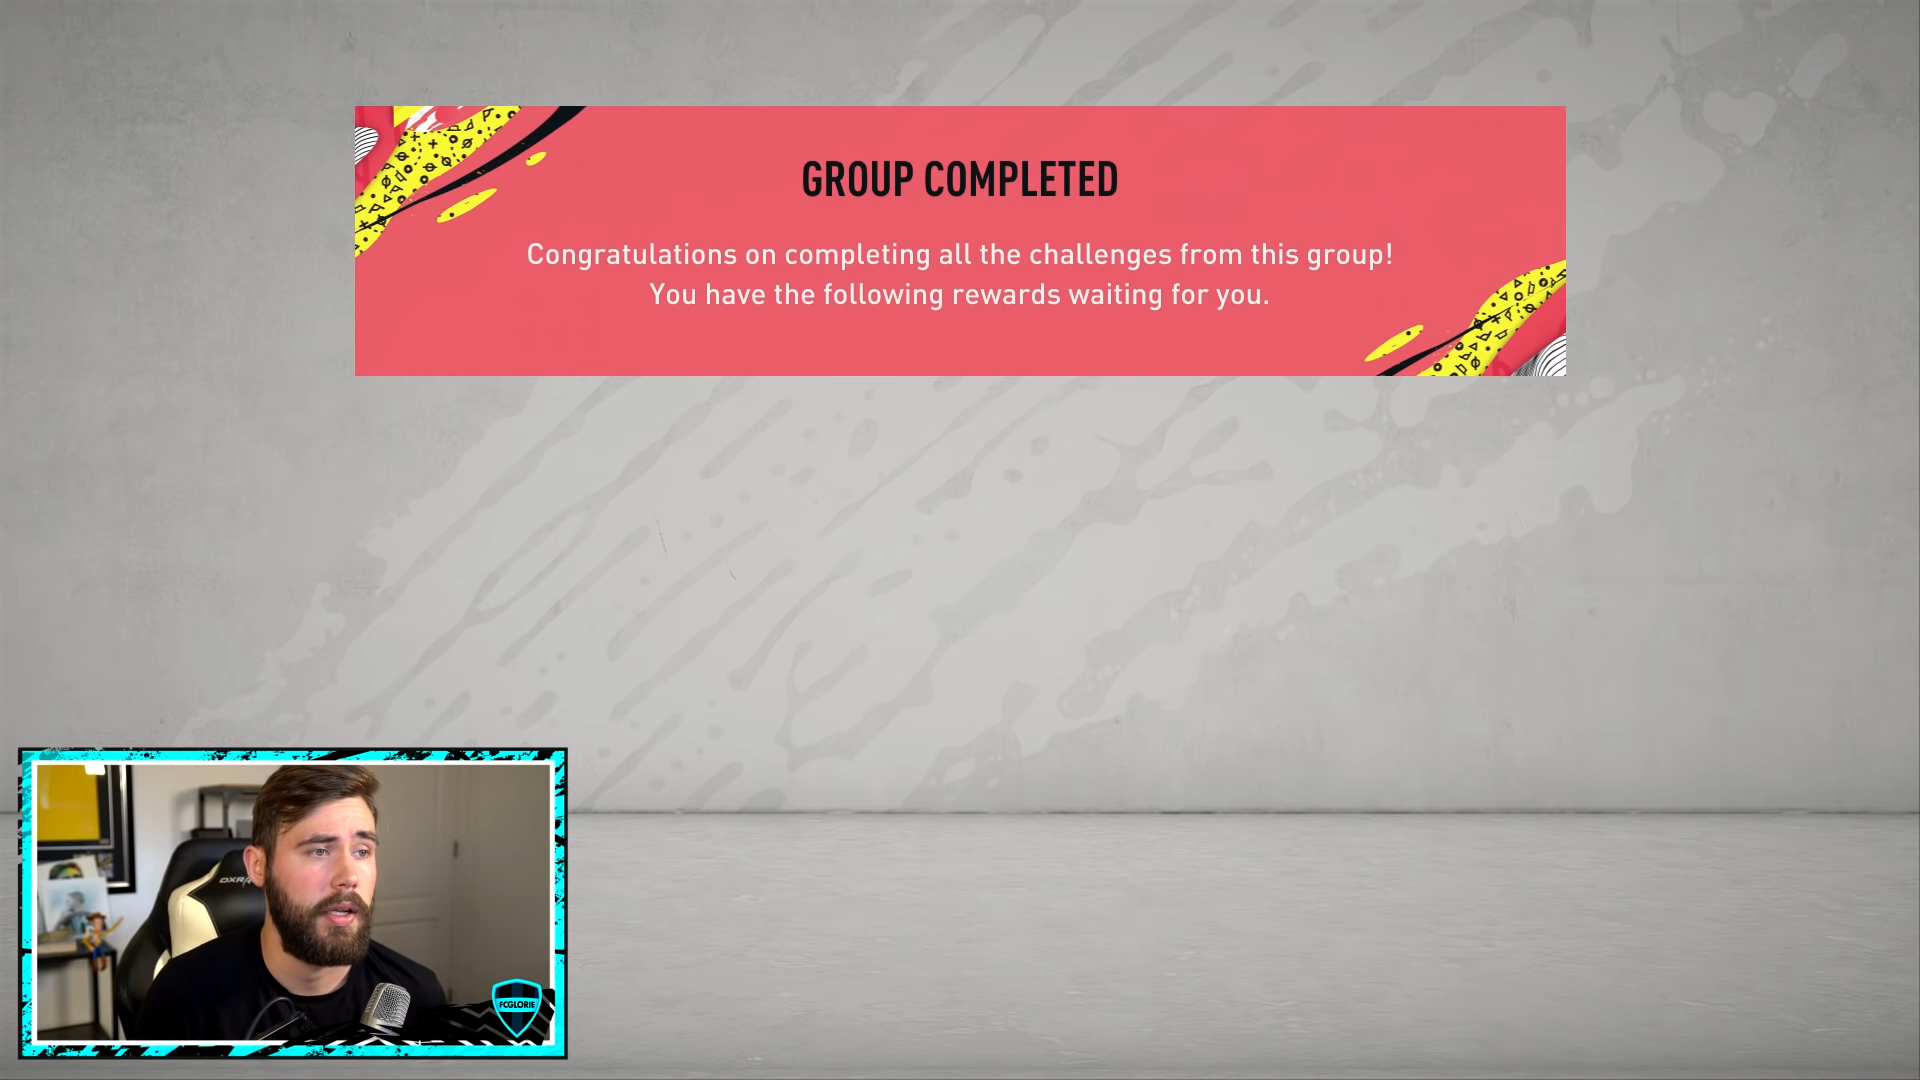 GROUP COMPLETED
Congratulations on completing all the challenges from this group!
You have the following rewards waiting for you.
DXRA
FCGLORIE